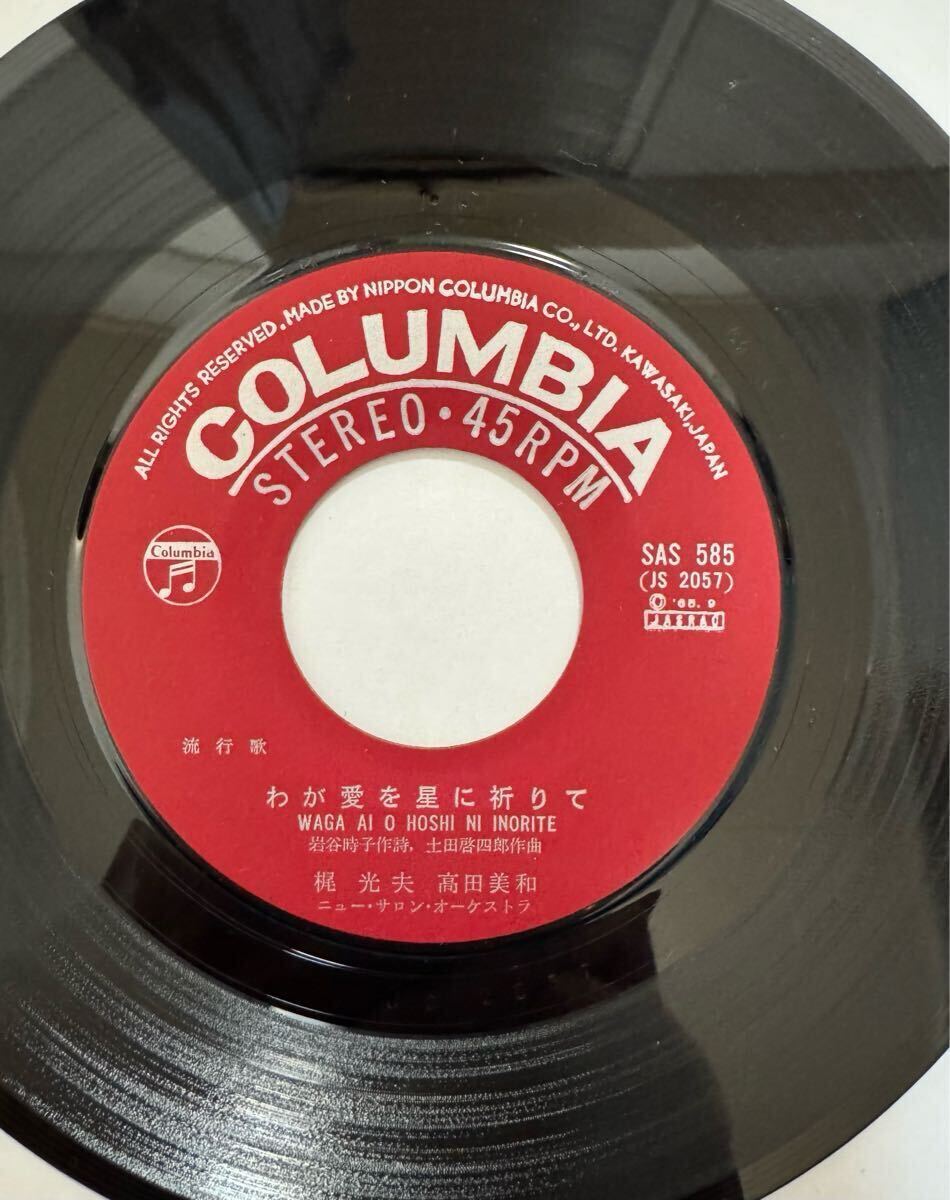 ALL RIGHTS RESERVED. MADE BY NIPPON COLUMBIA CO., LTD. KAWASAKI, JAPAN
COLUMBIA
STEREO・45RPM
Columbia
SAS 585
(JS 2057)
'65.9
JASRAC
流行歌
わが愛を星に祈りて
WAGA AI O HOSHI NI INORITE
岩谷時子作詩，土田啓四郎作曲
梶 光夫 高田美和
ニュー・サロン・オーケストラ